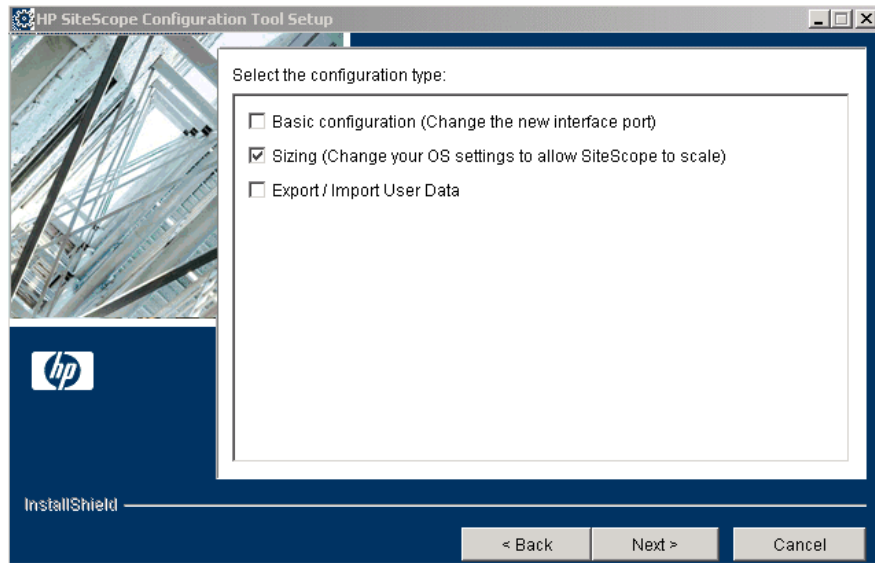 HP SiteScope Configuration Tool Setup
Select the configuration type:
Basic configuration (Change the new interface port)
Sizing (Change your OS settings to allow SiteScope to scale)
Export / Import User Data
hp
InstallShield
< Back Next > Cancel